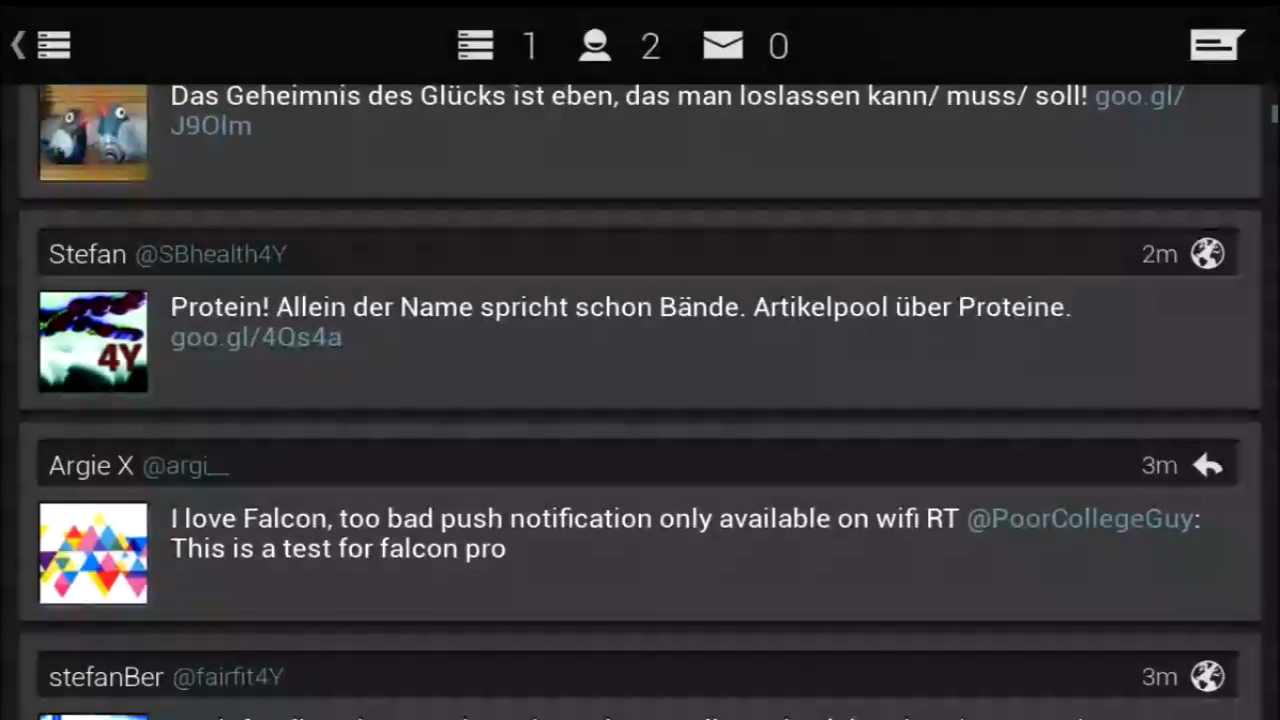 1 2 0
Das Geheimnis des Glücks ist eben, das man loslassen kann/ muss/ soll! goo.gl/
J9Olm
Stefan @SBhealth4Y 2m
Protein! Allein der Name spricht schon Bände. Artikelpool über Proteine.
goo.gl/4Qs4a
4Y
Argie X @argi__ 3m
I love Falcon, too bad push notification only available on wifi RT @PoorCollegeGuy:
This is a test for falcon pro
stefanBer @fairfit4Y 3m